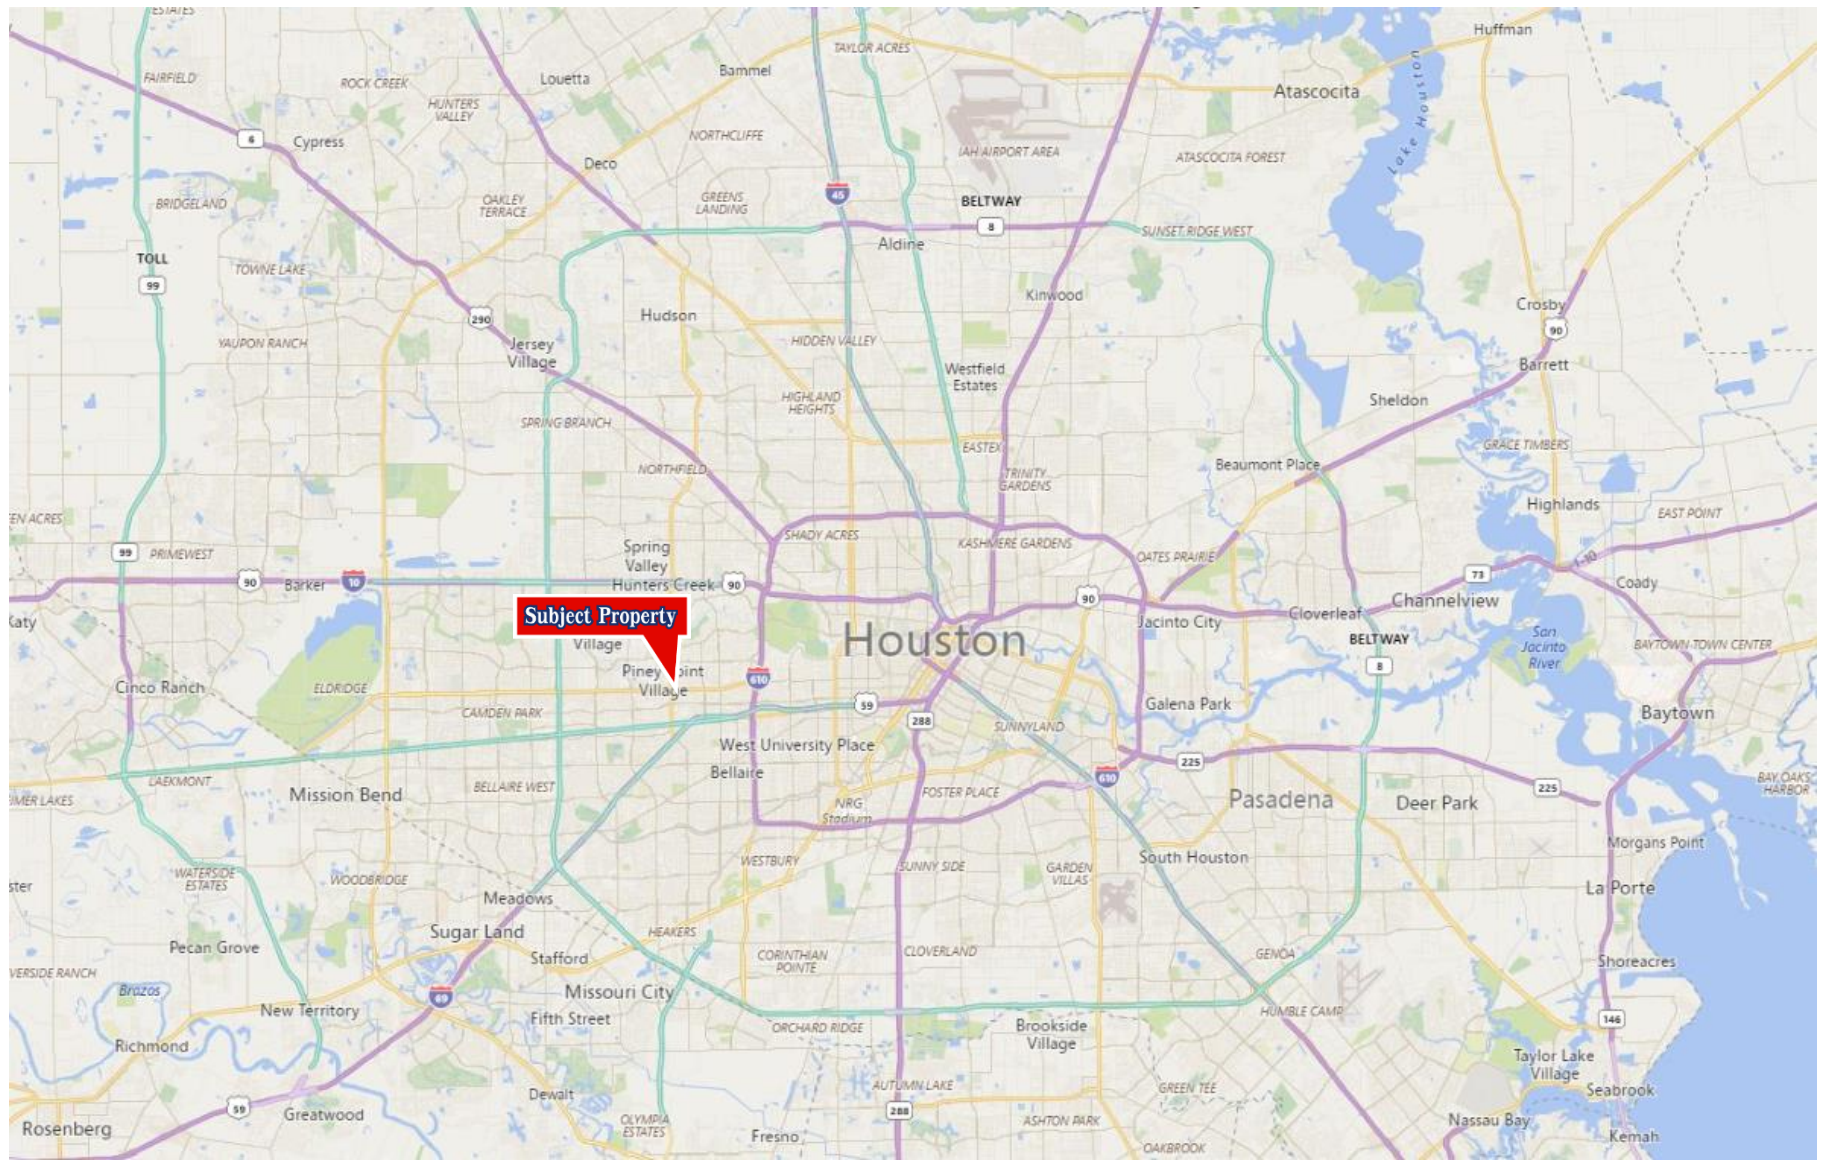 ESTATES
Huffman
TAYLOR ACRES
FAIRFIELD
ROCK CREEK
Louetta
Bammel
Atascocita
Lake Houston
HUNTERS
VALLEY
6
Cypress
NORTHCLIFFE
IAH AIRPORT AREA
ATASCOCITA FOREST
Deco
BRIDGELAND
OAKLEY
TERRACE
GREENS
LANDING
45
BELTWAY
8
SUNSET RIDGE WEST
Aldine
TOLL
99
TOWNE LAKE
Kinwood
Crosby
90
290
Hudson
YAUPON RANCH
Jersey
Village
HIDDEN VALLEY
Westfield
Estates
Barrett
HIGHLAND
HEIGHTS
Sheldon
SPRING BRANCH
EASTEX
GRACE TIMBERS
NORTHFIELD
TRINITY
GARDENS
Beaumont Place
Highlands
EAST POINT
EN ACRES
99
PRIMEWEST
SHADY ACRES
KASHMERE GARDENS
OATES PRAIRIE
I-10
Spring
Valley
Hunters Creek
90
90
Barker
10
73
Coady
90
Channelview
Cloverleaf
Jacinto City
Katy
Subject Property
Village
Houston
BELTWAY
8
San
Jacinto
River
BAYTOWN TOWN CENTER
Piney Point
Village
610
Cinco Ranch
ELDRIDGE
59
288
Galena Park
Baytown
CAMDEN PARK
SUNNYLAND
West University Place
Bellaire
225
610
225
LAEKMONT
BELLAIRE WEST
Mission Bend
IMER LAKES
NRG
Stadium
FOSTER PLACE
Pasadena
Deer Park
BAY OAKS
HARBOR
Morgans Point
WESTBURY
SUNNY SIDE
GARDEN
VILLAS
South Houston
WATERSIDE
ESTATES
WOODBRIDGE
ster
La Porte
Meadows
Sugar Land
HEAKERS
Pecan Grove
Stafford
CORINTHIAN
POINTE
CLOVERLAND
GENOA
Shoreacres
VERSIDE RANCH
Brazos
69
Missouri City
New Territory
Fifth Street
ORCHARD RIDGE
Brookside
Village
HUMBLE CAMP
146
Richmond
Taylor Lake
Village
Seabrook
Dewalt
AUTUMN LAKE
GREEN TEE
59
Greatwood
288
OLYMPIA
ESTATES
ASHTON PARK
Nassau Bay
Rosenberg
Fresno
OAKBROOK
Kemah